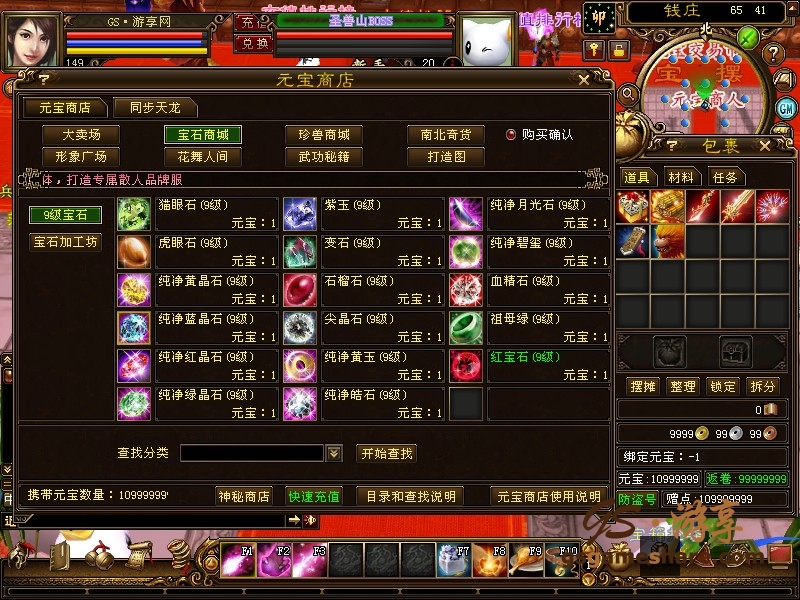 GS·游享网
149
充值
兑换
圣兽山BOSS
20
钱庄 65 41
北
元宝商店
元宝商店 同步天龙
大卖场 宝石商城 珍兽商城 南北奇货 购买确认
形象广场 花舞人间 武功秘籍 打造图
体，打造专属散人品牌服
9级宝石
宝石加工坊
猫眼石(9级) 元宝：1
紫玉(9级) 元宝：1
纯净月光石(9级) 元宝：1
虎眼石(9级) 元宝：1
变石(9级) 元宝：1
纯净碧玺(9级) 元宝：1
纯净黄晶石(9级) 元宝：1
石榴石(9级) 元宝：1
血精石(9级) 元宝：1
纯净蓝晶石(9级) 元宝：1
尖晶石(9级) 元宝：1
祖母绿(9级) 元宝：1
纯净红晶石(9级) 元宝：1
纯净黄玉(9级) 元宝：1
红宝石(9级) 元宝：1
纯净绿晶石(9级) 元宝：1
纯净皓石(9级) 元宝：1
查找分类 开始查找
携带元宝数量：10999999
神秘商店 快速充值 目录和查找说明 元宝商店使用说明
GM
元宝商人
包裹
道具 材料 任务
摆摊 整理 锁定 拆分
0
9999 99 99
绑定元宝：-1
元宝:10999999 返卷:99999999
防盗号 赠点:109999999
GS·游享
F1 F2 F3 F7 F8 F9 F10
1